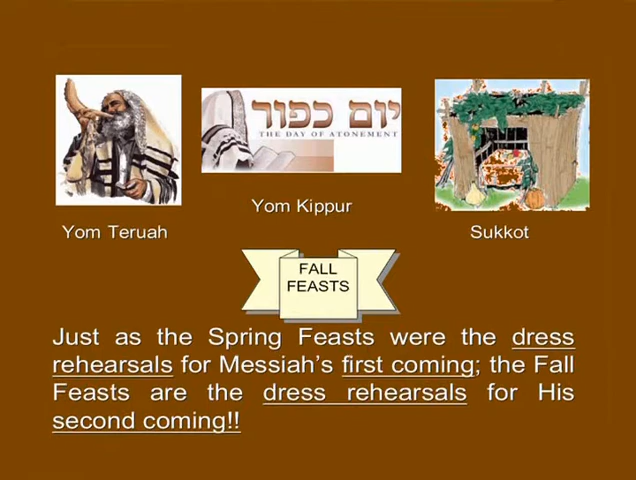 יום כפור
THE DAY OF ATONEMENT
Yom Kippur
Yom Teruah
Sukkot
FALL
FEASTS
Just as the Spring Feasts were the dress
rehearsals for Messiah's first coming; the Fall
Feasts are the dress rehearsals for His
second coming!!